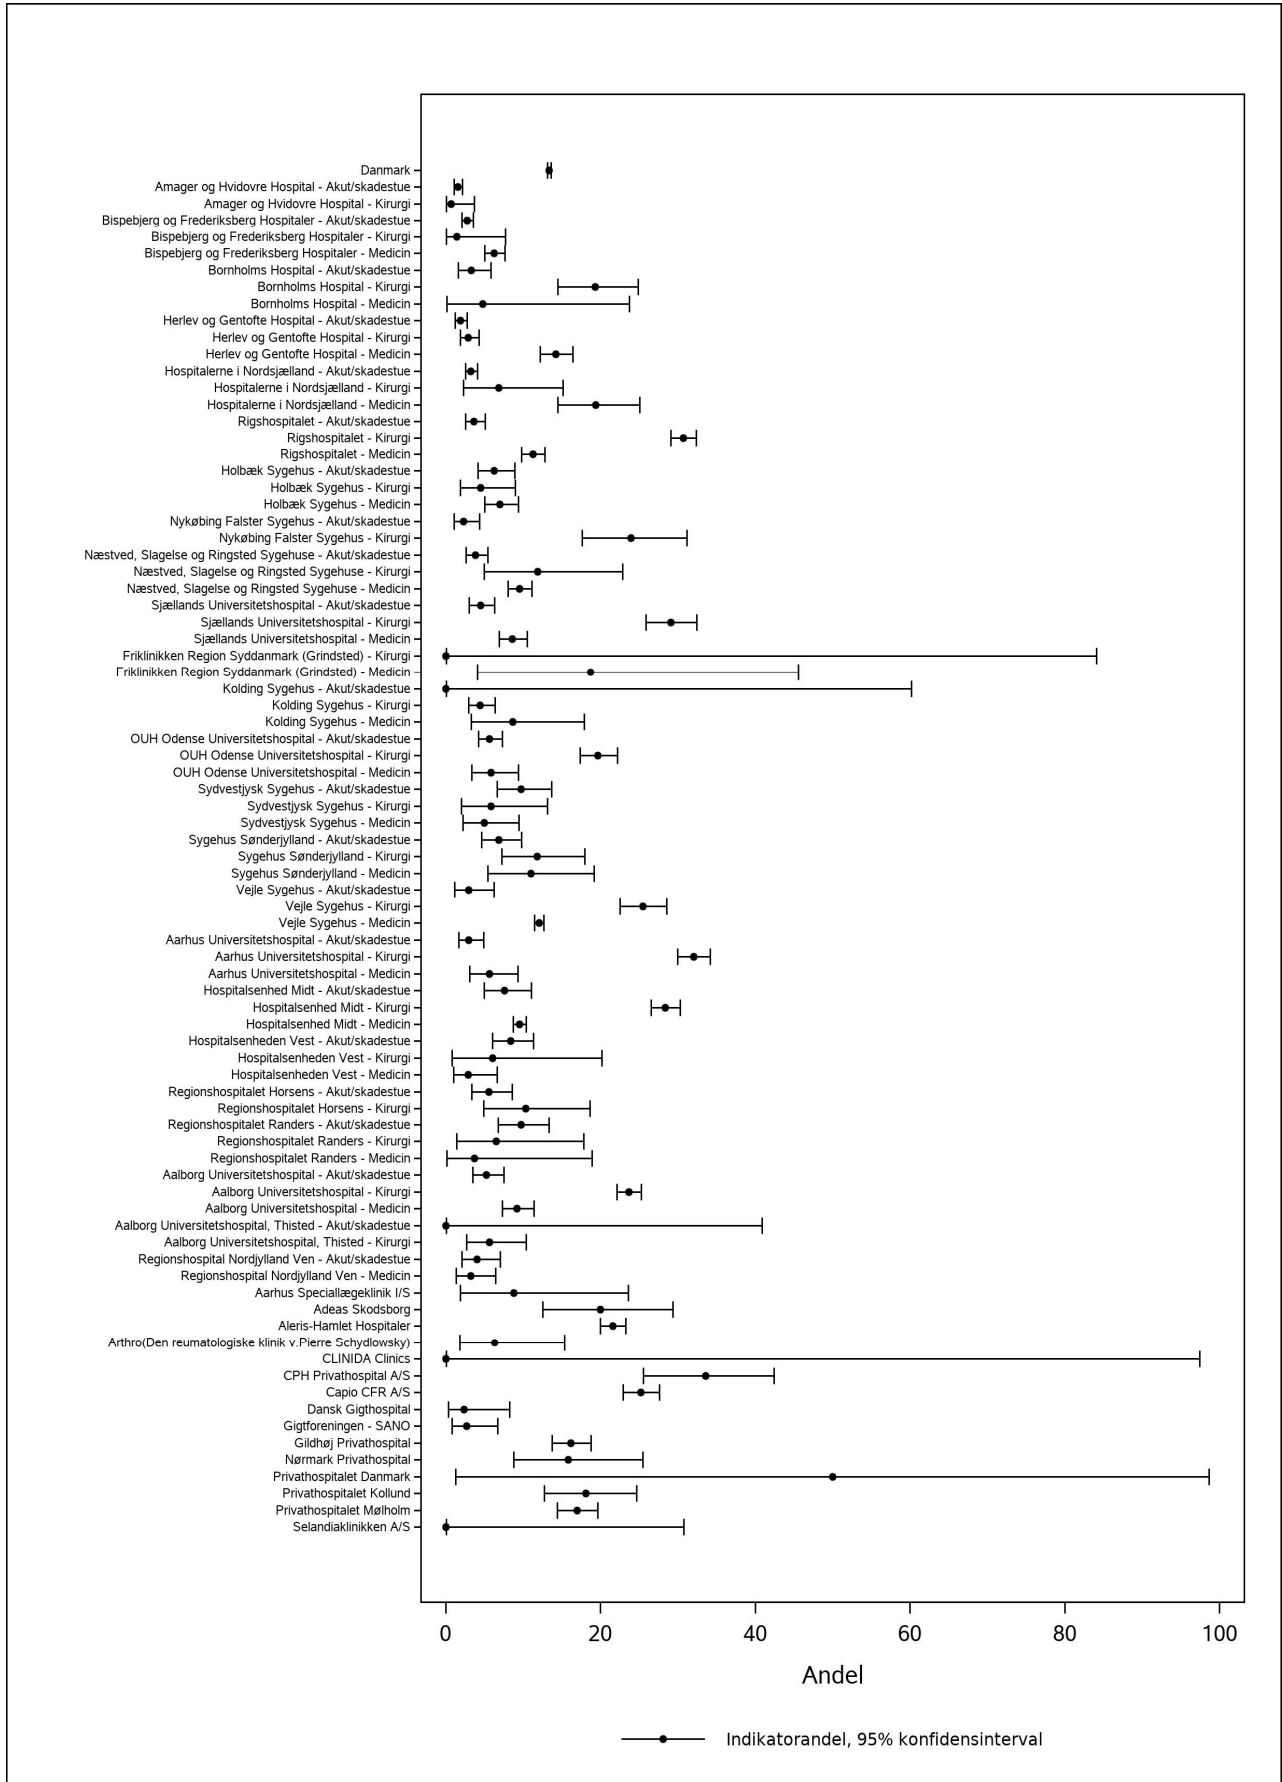 Danmark
Amager og Hvidovre Hospital - Akut/skadestue
Amager og Hvidovre Hospital - Kirurgi
Bispebjerg og Frederiksberg Hospitaler - Akut/skadestue
Bispebjerg og Frederiksberg Hospitaler - Kirurgi
Bispebjerg og Frederiksberg Hospitaler - Medicin
Bornholms Hospital - Akut/skadestue
Bornholms Hospital - Kirurgi
Bornholms Hospital - Medicin
Herlev og Gentofte Hospital - Akut/skadestue
Herlev og Gentofte Hospital - Kirurgi
Herlev og Gentofte Hospital - Medicin
Hospitalerne i Nordsjælland - Akut/skadestue
Hospitalerne i Nordsjælland - Kirurgi
Hospitalerne i Nordsjælland - Medicin
Rigshospitalet - Akut/skadestue
Rigshospitalet - Kirurgi
Rigshospitalet - Medicin
Holbæk Sygehus - Akut/skadestue
Holbæk Sygehus - Kirurgi
Holbæk Sygehus - Medicin
Nykøbing Falster Sygehus - Akut/skadestue
Nykøbing Falster Sygehus - Kirurgi
Næstved, Slagelse og Ringsted Sygehuse - Akut/skadestue
Næstved, Slagelse og Ringsted Sygehuse - Kirurgi
Næstved, Slagelse og Ringsted Sygehuse - Medicin
Sjællands Universitetshospital - Akut/skadestue
Sjællands Universitetshospital - Kirurgi
Sjællands Universitetshospital - Medicin
Friklinikken Region Syddanmark (Grindsted) - Kirurgi
Friklinikken Region Syddanmark (Grindsted) - Medicin
Kolding Sygehus - Akut/skadestue
Kolding Sygehus - Kirurgi
Kolding Sygehus - Medicin
OUH Odense Universitetshospital - Akut/skadestue
OUH Odense Universitetshospital - Kirurgi
OUH Odense Universitetshospital - Medicin
Sydvestjysk Sygehus - Akut/skadestue
Sydvestjysk Sygehus - Kirurgi
Sydvestjysk Sygehus - Medicin
Sygehus Sønderjylland - Akut/skadestue
Sygehus Sønderjylland - Kirurgi
Sygehus Sønderjylland - Medicin
Vejle Sygehus - Akut/skadestue
Vejle Sygehus - Kirurgi
Vejle Sygehus - Medicin
Aarhus Universitetshospital - Akut/skadestue
Aarhus Universitetshospital - Kirurgi
Aarhus Universitetshospital - Medicin
Hospitalsenhed Midt - Akut/skadestue
Hospitalsenhed Midt - Kirurgi
Hospitalsenhed Midt - Medicin
Hospitalsenheden Vest - Akut/skadestue
Hospitalsenheden Vest - Kirurgi
Hospitalsenheden Vest - Medicin
Regionshospitalet Horsens - Akut/skadestue
Regionshospitalet Horsens - Kirurgi
Regionshospitalet Randers - Akut/skadestue
Regionshospitalet Randers - Kirurgi
Regionshospitalet Randers - Medicin
Aalborg Universitetshospital - Akut/skadestue
Aalborg Universitetshospital - Kirurgi
Aalborg Universitetshospital - Medicin
Aalborg Universitetshospital, Thisted - Akut/skadestue
Aalborg Universitetshospital, Thisted - Kirurgi
Regionshospital Nordjylland Ven - Akut/skadestue
Regionshospital Nordjylland Ven - Medicin
Aarhus Speciallægeklinik I/S
Adeas Skodsborg
Aleris-Hamlet Hospitaler
Arthro(Den reumatologiske klinik v.Pierre Schydlowsky)
CLINIDA Clinics
CPH Privathospital A/S
Capio CFR A/S
Dansk Gigthospital
Gigtforeningen - SANO
Gildhøj Privathospital
Nørmark Privathospital
Privathospitalet Danmark
Privathospitalet Kollund
Privathospitalet Mølholm
Selandiaklinikken A/S
0 20 40 60 80 100
Andel
Indikatorandel, 95% konfidensinterval